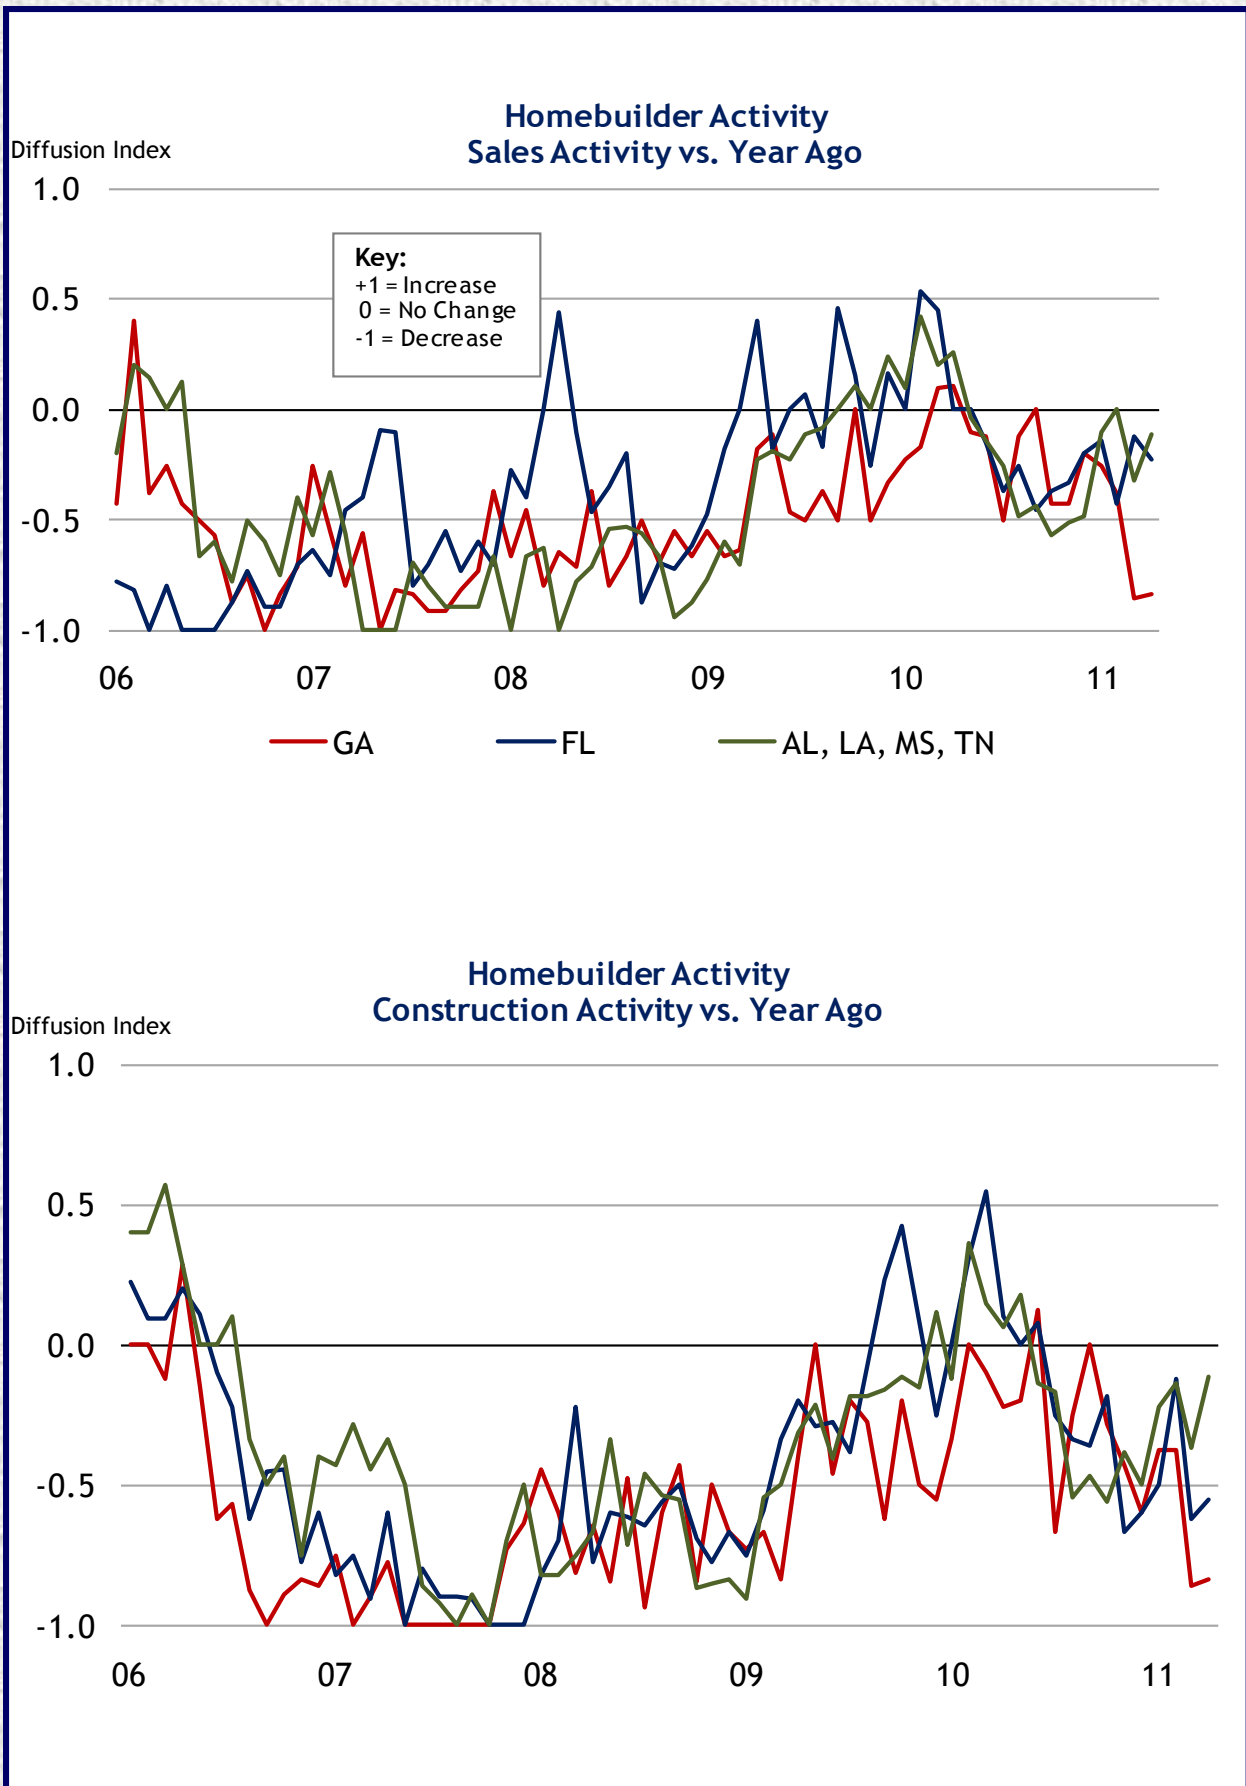 Homebuilder Activity
Sales Activity vs. Year Ago
Diffusion Index
1.0
Key:
+1 = Increase
0 = No Change
-1 = Decrease
0.5
0.0
-0.5
-1.0
06 07 08 09 10 11
GA FL AL, LA, MS, TN
Homebuilder Activity
Construction Activity vs. Year Ago
Diffusion Index
1.0
0.5
0.0
-0.5
-1.0
06 07 08 09 10 11